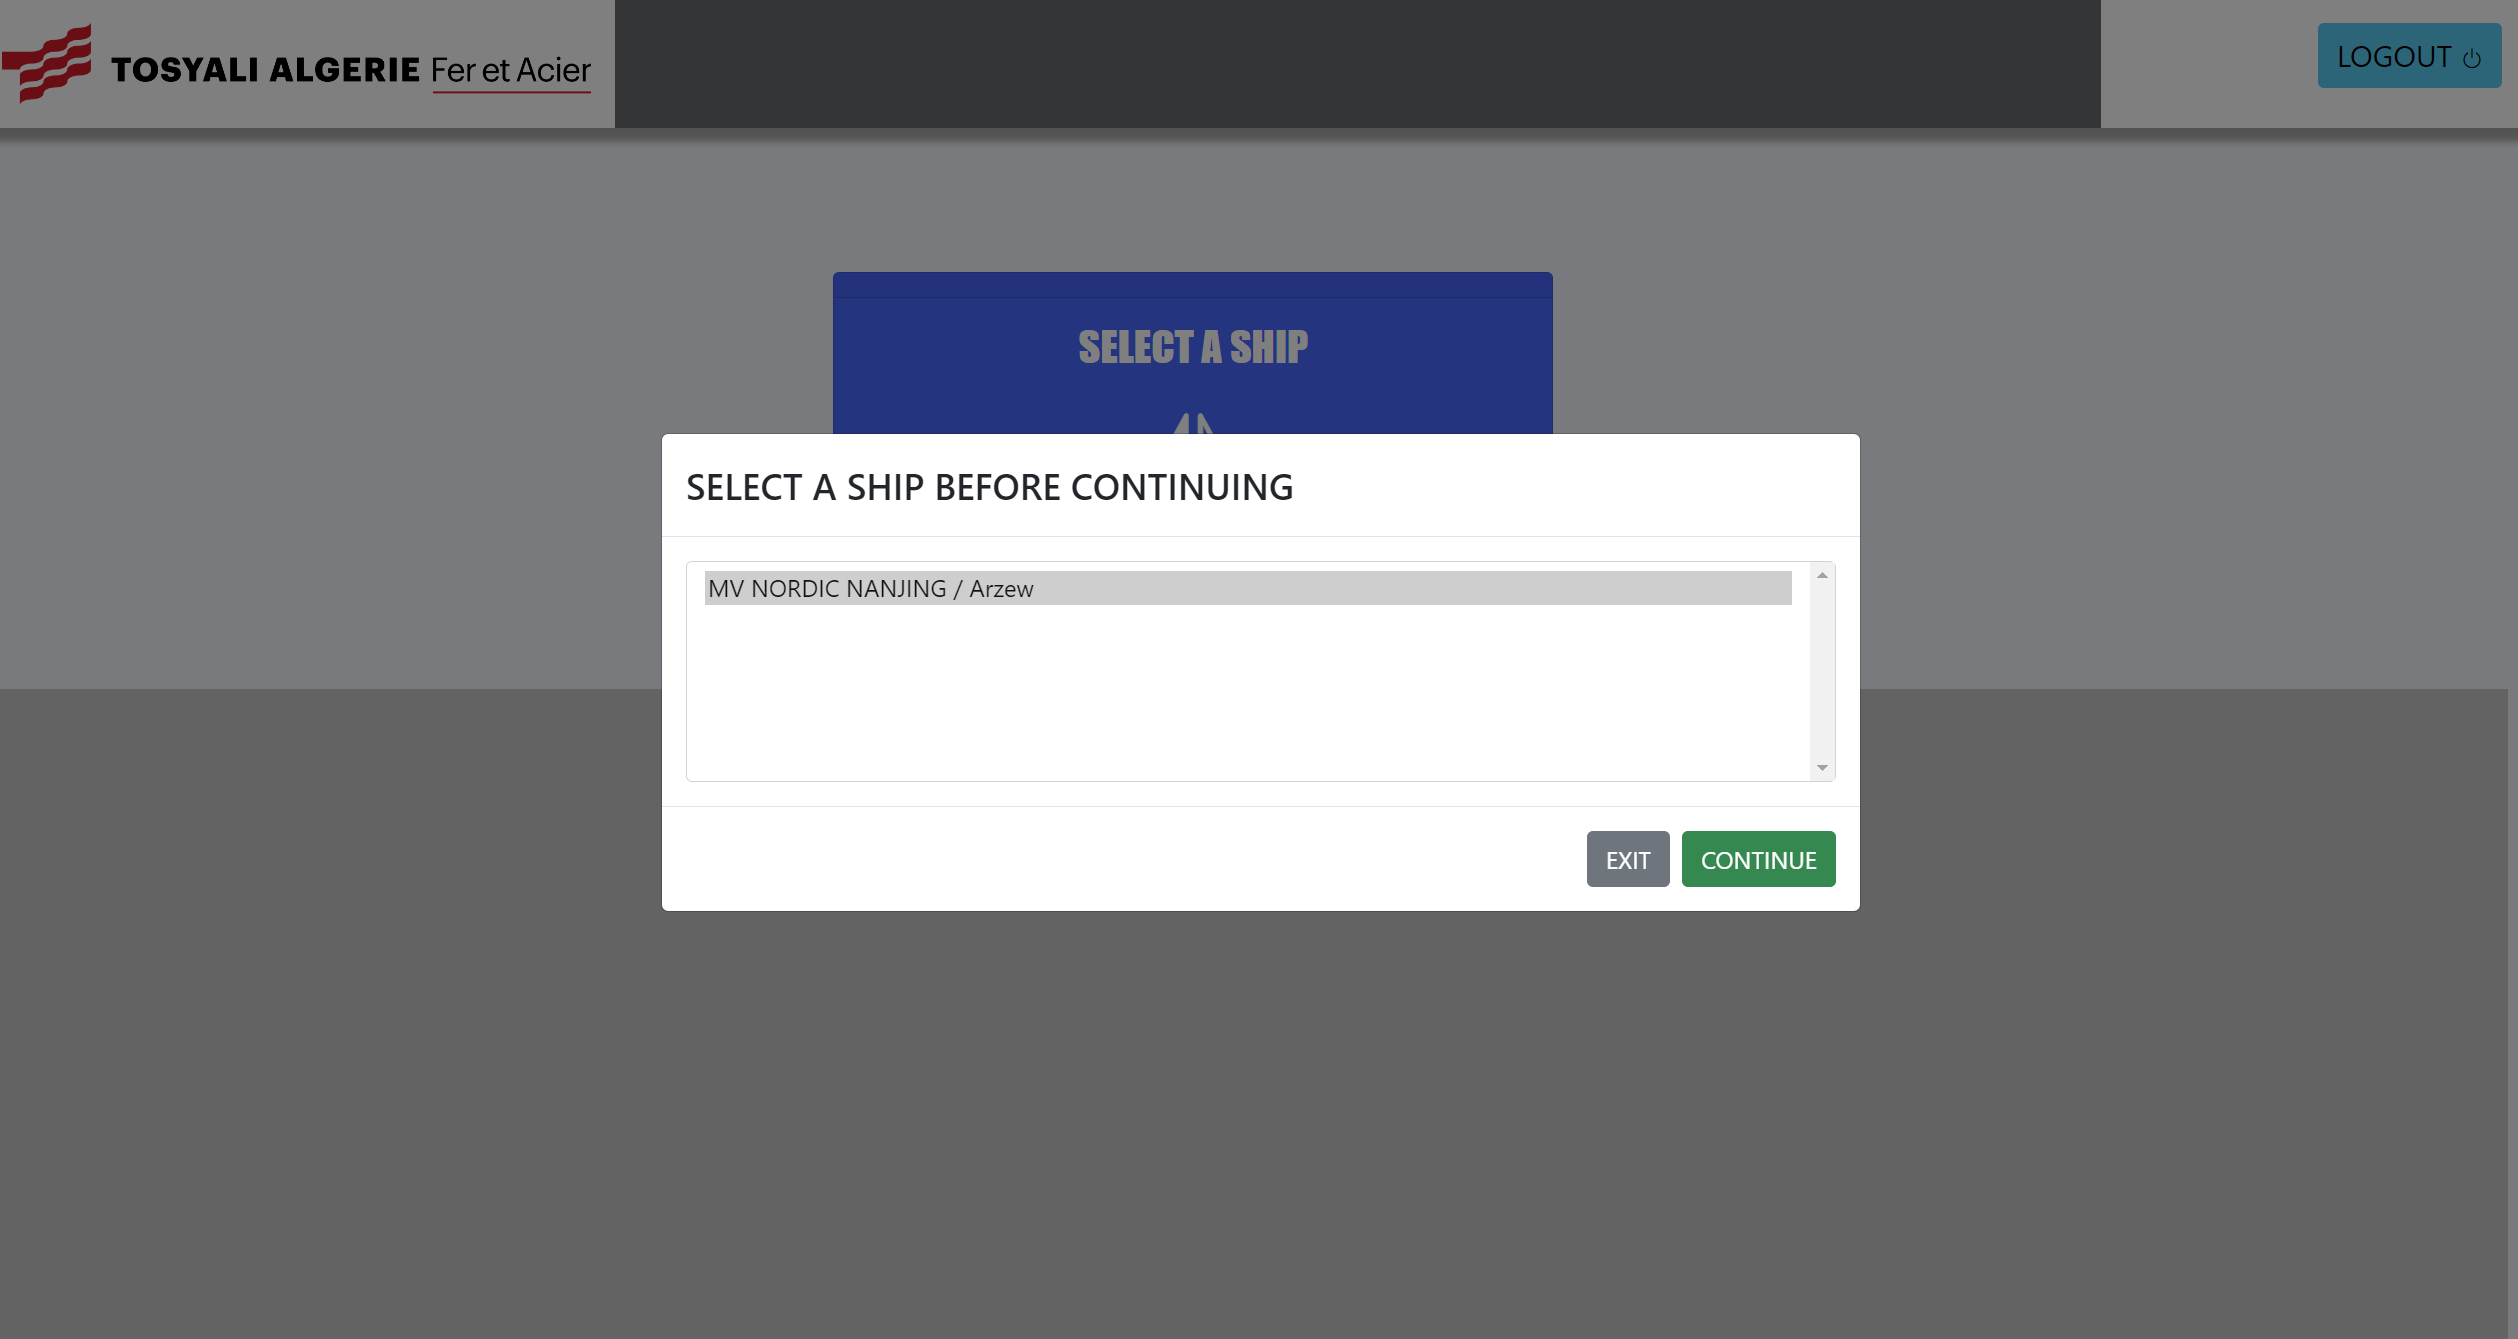 TOSYALI ALGERIE Fer et Acier
LOGOUT
SELECT A SHIP
SELECT A SHIP BEFORE CONTINUING
MV NORDIC NANJING / Arzew
EXIT
CONTINUE